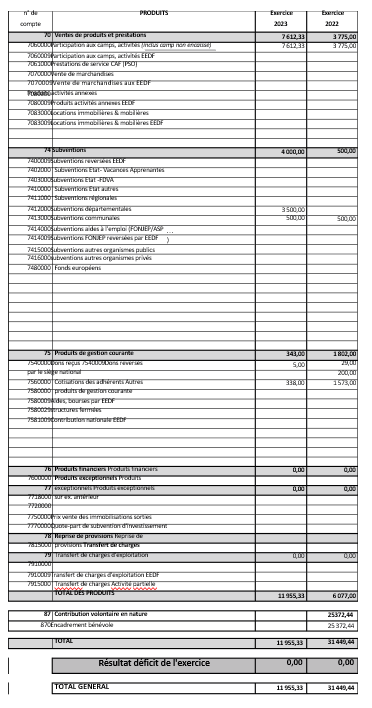 n° de compte PRODUITS Exercice 2023 Exercice 2022
70 Ventes de produits et prestations 7 612,33 3 775,00
7060000 Participation aux camps, activités (inclus camp non encaissé) 7 612,33 3 775,00
7060009 Participation aux camps, activités EEDF
7061000 Prestations de service CAF (PSO)
7070000 Vente de marchandises
7070009 Vente de marchandises aux EEDF
activités annexes
7080009 Produits activités annexes EEDF
7083000 Locations immobilières & mobilières
7083009 Locations immobilières & mobilières EEDF
74 Subventions 4 000,00 500,00
7400009 Subventions reversées EEDF
7402000 Subventions Etat- Vacances Apprenantes
7403000 Subventions Etat -FDVA
7410000 Subventions Etat autres
7411000 Subventions régionales
7412000 Subventions départementales 3 500,00
7413000 Subventions communales 500,00 500,00
7414000 Subventions aides à l'emploi (FONJEP/ASP ...
7414009 Subventions FONJEP reversées par EEDF )
7415000 Subventions autres organismes publics
7416000 Subventions autres organismes privés
7480000 Fonds européens
75 Produits de gestion courante 343,00 1 802,00
7540000 Dons reçus 7540009 Dons reversés 5,00 29,00
par le siège national 200,00
7560000 Cotisations des adhérents Autres 338,00 1 573,00
7580000 produits de gestion courante
7580009 Aides, bourses par EEDF
7580029 Structures fermées
7581009 Contribution nationale EEDF
76 Produits financiers Produits financiers 0,00 0,00
7600000 Produits exceptionnels Produits
77 exceptionnels Produits exceptionnels 0,00 0,00
7718000 sur ex. antérieur
7720000
7750000 Prix vente des immobilisations sorties
7770000 Quote-part de subvention d'investissement
78 Reprise de provisions Reprise de
7815000 provisions Transfert de charges
79 Transfert de charges d'exploitation 0,00 0,00
7910000
7910009 Transfert de charges d'exploitation EEDF
7915000 Transfert de charges Activité partielle
TOTAL DES PRODUITS 11 955,33 6 077,00
87 Contribution volontaire en nature 25372,44
870 Encadrement bénévole 25 372,44
TOTAL 11 955,33 31 449,44
Résultat déficit de l'exercice 0,00 0,00
TOTAL GENERAL 11 955,33 31 449,44